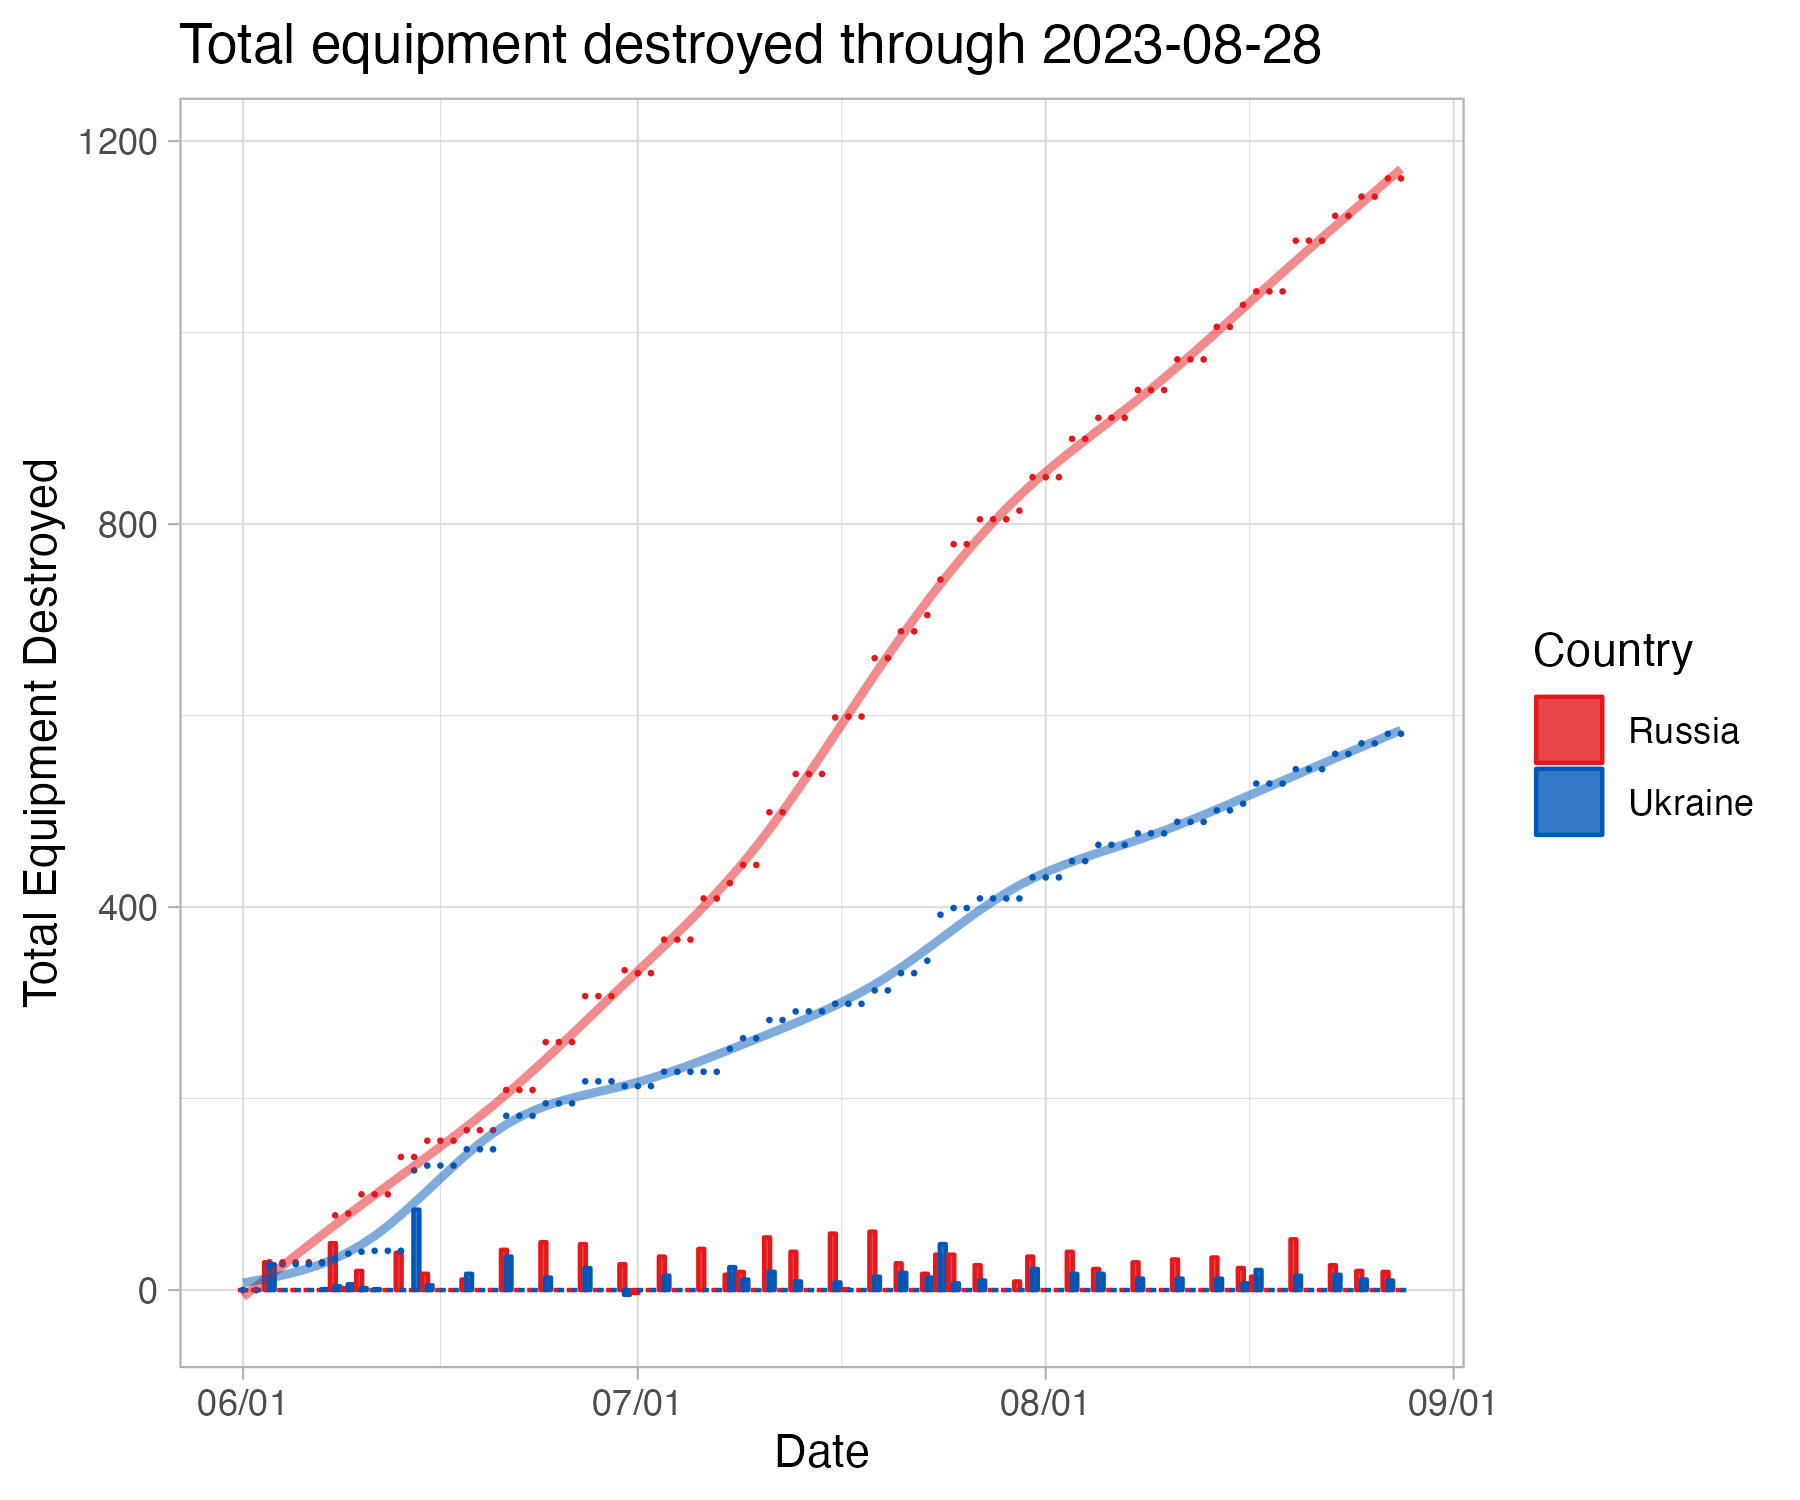 Total equipment destroyed through 2023-08-28
Total Equipment Destroyed
1200
800
400
0
06/01
07/01
08/01
09/01
Date
Country
Russia
Ukraine